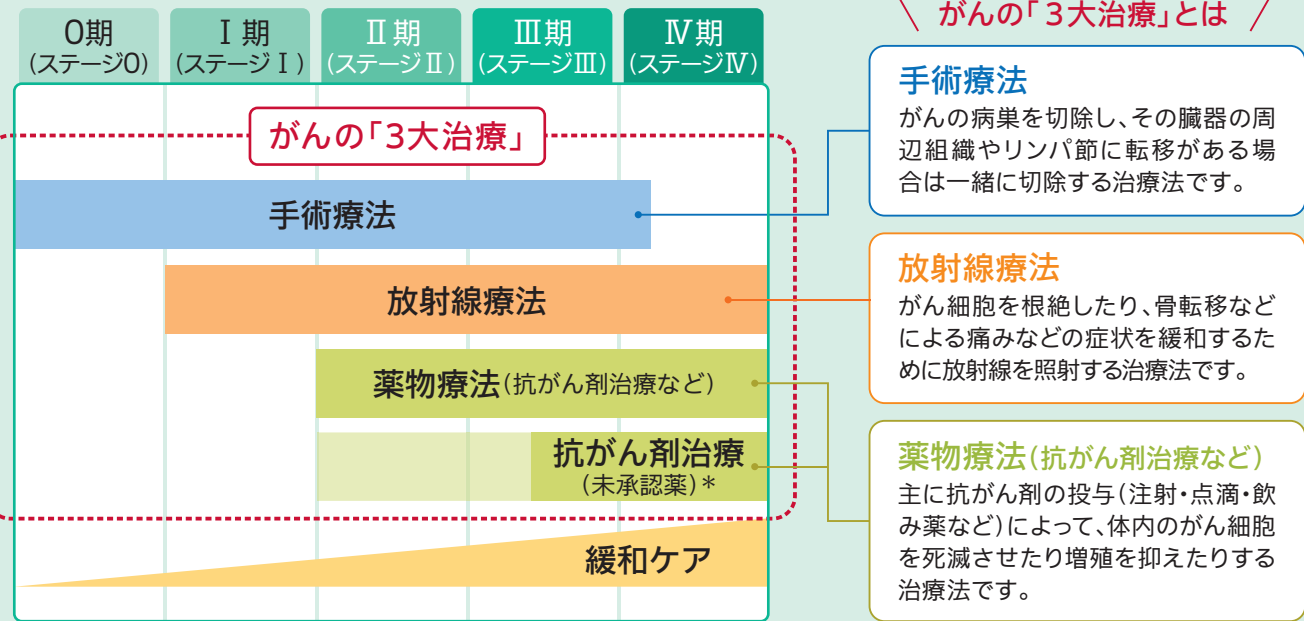 0期
(ステージ0)
Ⅰ期
(ステージⅠ)
Ⅱ期
(ステージⅡ)
Ⅲ期
(ステージⅢ)
Ⅳ期
(ステージⅣ)
がんの「3大治療」
手術療法
放射線療法
薬物療法(抗がん剤治療など)
抗がん剤治療
(未承認薬)*
緩和ケア
がんの「3大治療」とは
手術療法
がんの病巣を切除し、その臓器の周
辺組織やリンパ節に転移がある場
合は一緒に切除する治療法です。
放射線療法
がん細胞を根絶したり、骨転移など
による痛みなどの症状を緩和するた
めに放射線を照射する治療法です。
薬物療法(抗がん剤治療など)
主に抗がん剤の投与(注射・点滴・飲
み薬など)によって、体内のがん細胞
を死滅させたり増殖を抑えたりする
治療法です。